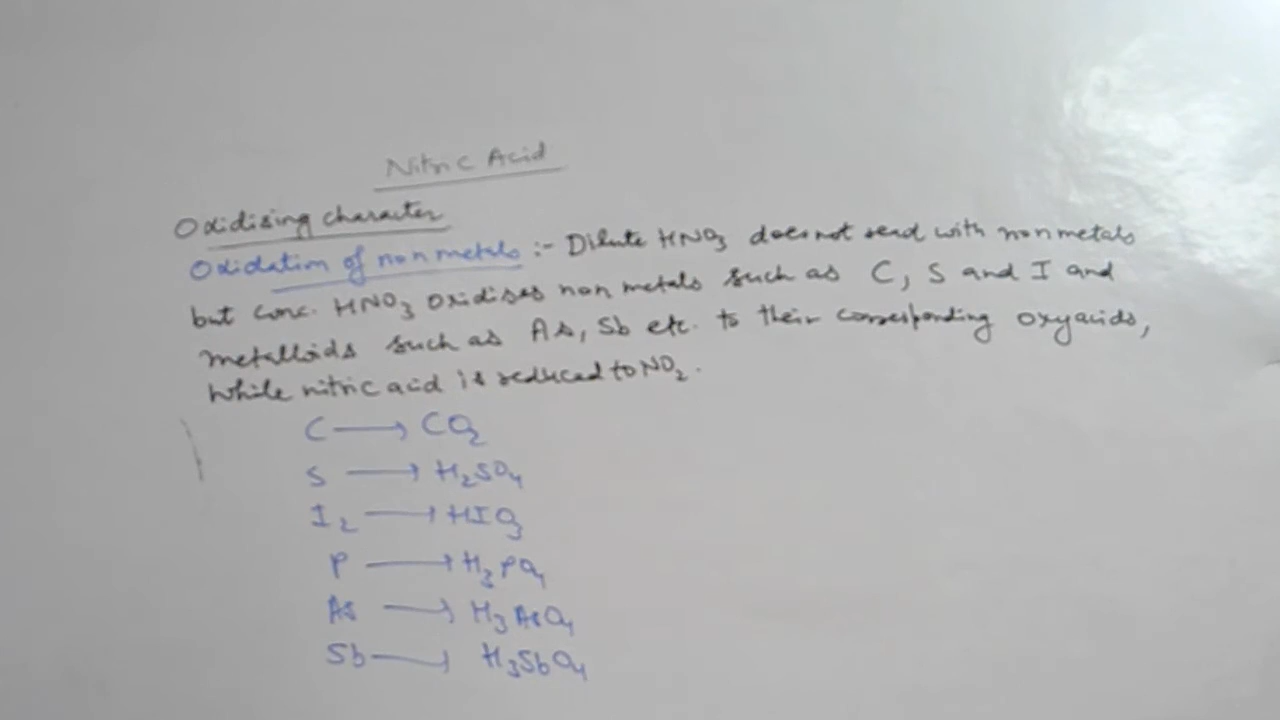 Nitric Acid
Oxidising character
Oxidation of non metals :- Dilute HNO3 does not read with non metals
but conc. HNO3 oxidises non metals such as C, S and I and
metalloids such as As, Sb etc. to their corresponding oxyacids,
While nitric acid is reduced to NO2.
C → CO2
S → H2SO4
I2 → HIO3
P → H3PO4
As → H3AsO4
Sb → H3SbO4